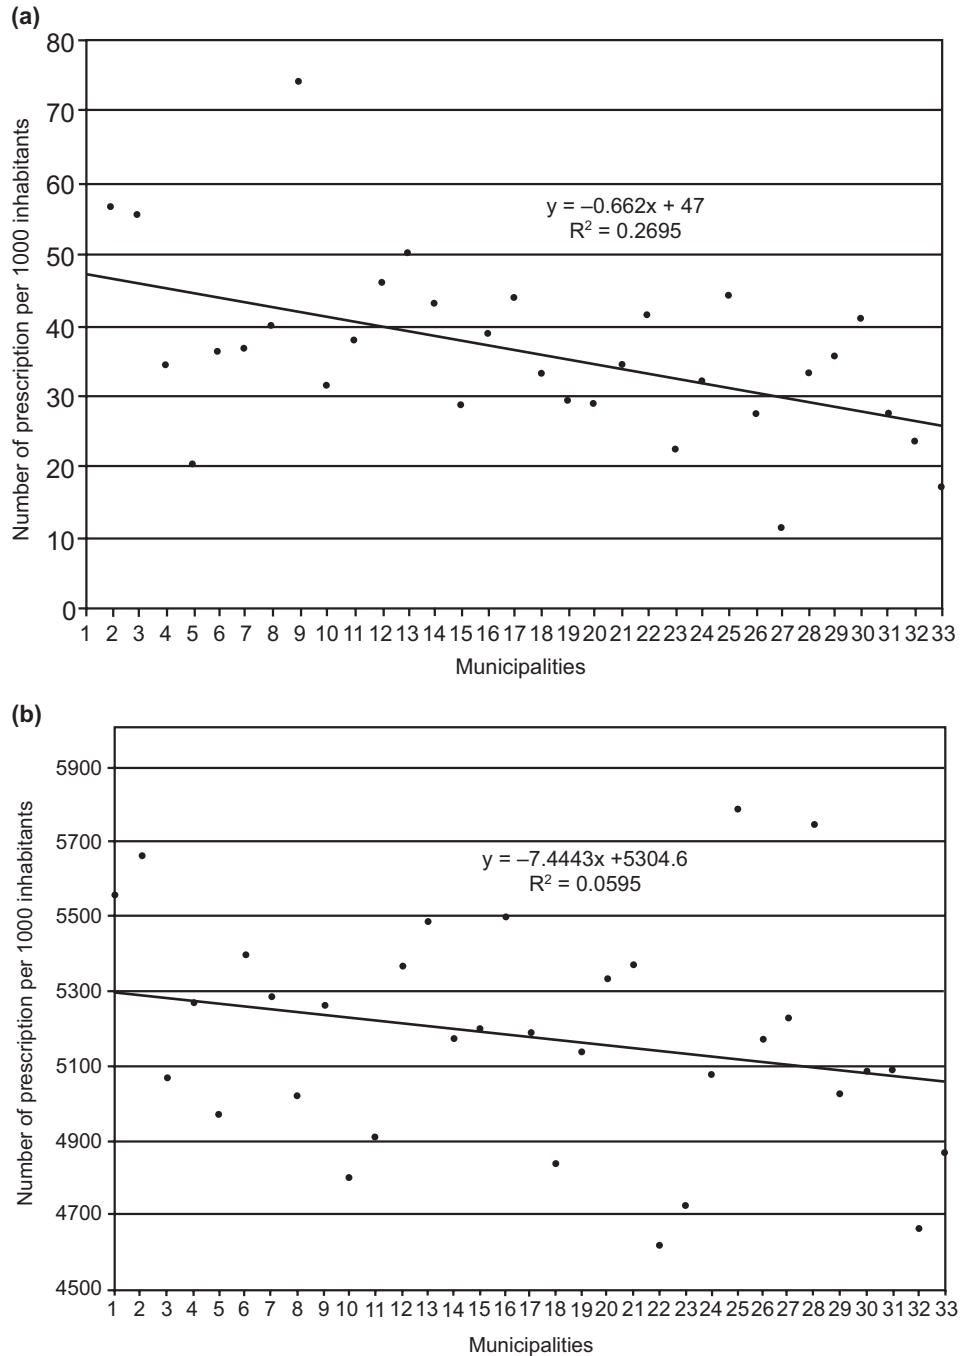 (a)
80
70
60
50
40
30
20
10
0
Number of prescription per 1000 inhabitants
y = –0.662x + 47
R² = 0.2695
1 2 3 4 5 6 7 8 9 10 11 12 13 14 15 16 17 18 19 20 21 22 23 24 25 26 27 28 29 30 31 32 33
Municipalities
(b)
5900
5700
5500
5300
5100
4900
4700
4500
Number of prescription per 1000 inhabitants
y = –7.4443x +5304.6
R² = 0.0595
1 2 3 4 5 6 7 8 9 10 11 12 13 14 15 16 17 18 19 20 21 22 23 24 25 26 27 28 29 30 31 32 33
Municipalities